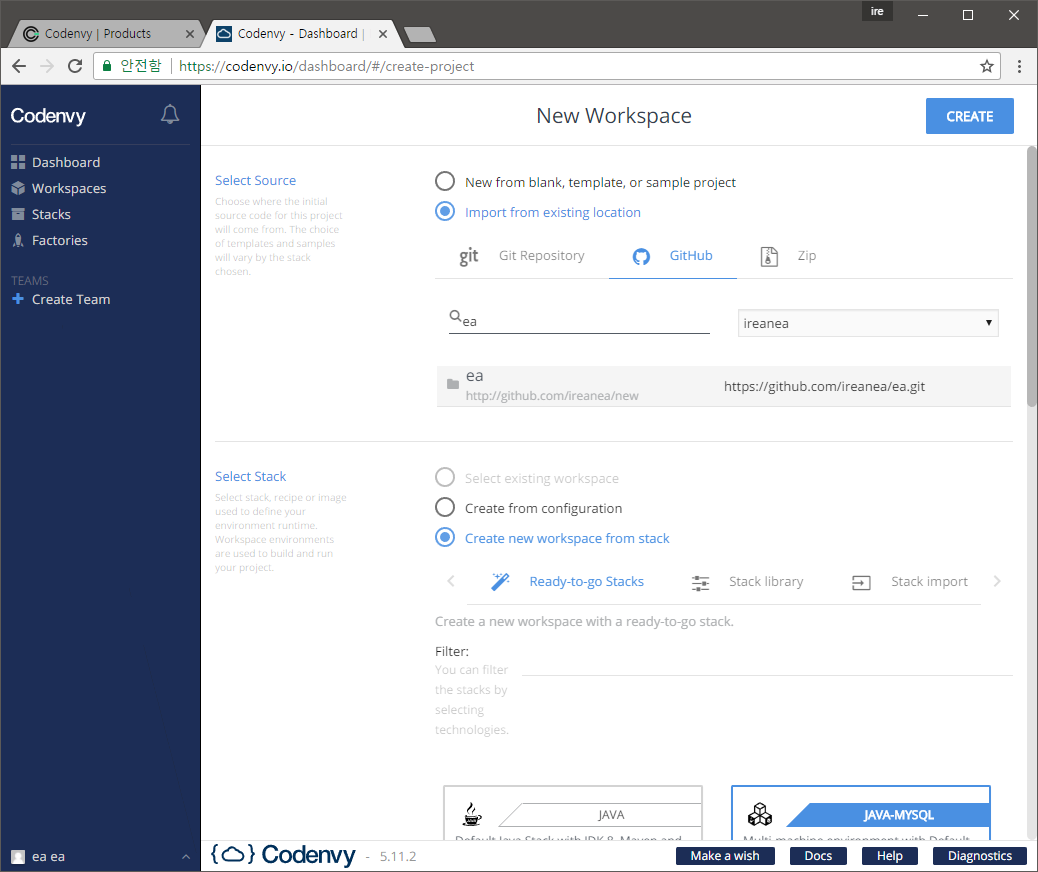 ire
Codenvy | Products
Codenvy - Dashboard |
안전함
https://codenvy.io/dashboard/#/create-project
Codenvy
New Workspace
CREATE
Dashboard
Workspaces
Stacks
Factories
TEAMS
Create Team
Select Source
Choose where the initial
source code for this project
will come from. The choice
of templates and samples
will vary by the stack
chosen.
New from blank, template, or sample project
Import from existing location
git Git Repository
GitHub
Zip
ea
ireanea
ea
http://github.com/ireanea/new
https://github.com/ireanea/ea.git
Select Stack
Select stack, recipe or image
used to define your
environment runtime.
Workspace environments
are used to build and run
your project.
Select existing workspace
Create from configuration
Create new workspace from stack
Ready-to-go Stacks
Stack library
Stack import
Create a new workspace with a ready-to-go stack.
Filter:
You can filter
the stacks by
selecting
technologies.
JAVA
Default Java Stack with JDK 8, Maven and
JAVA-MYSQL
Multi-machine environment with Default
ea ea
{ } Codenvy - 5.11.2
Make a wish
Docs
Help
Diagnostics